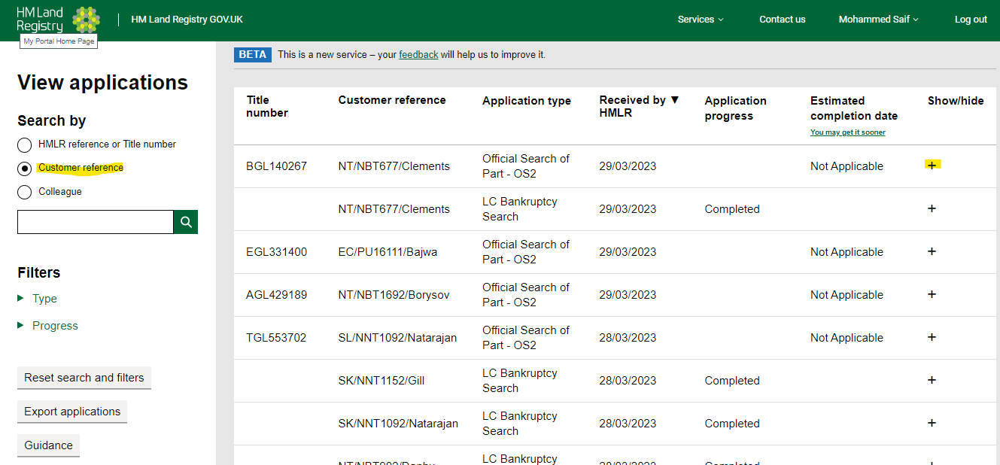 HM Land
Registry
HM Land Registry GOV.UK
Services
Contact us
Mohammed Saif
Log out
My Portal Home Page
View applications
Search by
HMLR reference or Title number
Customer reference
Colleague
Filters
Type
Progress
Reset search and filters
Export applications
Guidance
BETA This is a new service – your feedback will help us to improve it.
Title
number
Customer reference
Application type
Received by ▼
HMLR
Application
progress
Estimated
completion date
You may get it sooner
Show/hide
BGL140267
NT/NBT677/Clements
Official Search of
Part - OS2
29/03/2023
Not Applicable
+
NT/NBT677/Clements
LC Bankruptcy
Search
29/03/2023
Completed
+
EGL331400
EC/PU16111/Bajwa
Official Search of
Part - OS2
29/03/2023
Not Applicable
+
AGL429189
NT/NBT1692/Borysov
Official Search of
Part - OS2
29/03/2023
Not Applicable
+
TGL553702
SL/NNT1092/Natarajan
Official Search of
Part - OS2
28/03/2023
Not Applicable
+
SK/NNT1152/Gill
LC Bankruptcy
Search
28/03/2023
Completed
+
SK/NNT1092/Natarajan
LC Bankruptcy
Search
28/03/2023
Completed
+
LC Bankruptcy
28/03/2023
Completed